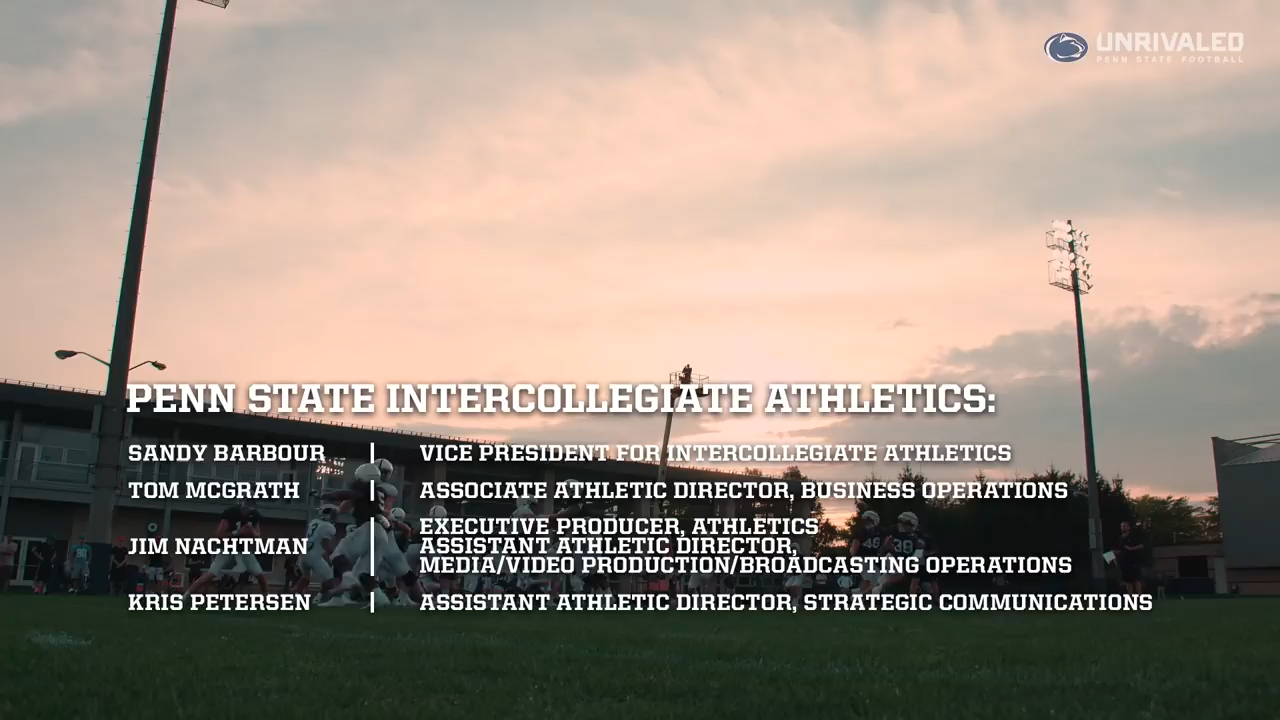 UNRIVALED
PENN STATE FOOTBALL
PENN STATE INTERCOLLEGIATE ATHLETICS:
SANDY BARBOUR | VICE PRESIDENT FOR INTERCOLLEGIATE ATHLETICS
TOM MCGRATH | ASSOCIATE ATHLETIC DIRECTOR, BUSINESS OPERATIONS
JIM NACHTMAN | EXECUTIVE PRODUCER, ATHLETICS
ASSISTANT ATHLETIC DIRECTOR,
MEDIA/VIDEO PRODUCTION/BROADCASTING OPERATIONS
KRIS PETERSEN | ASSISTANT ATHLETIC DIRECTOR, STRATEGIC COMMUNICATIONS
46
38